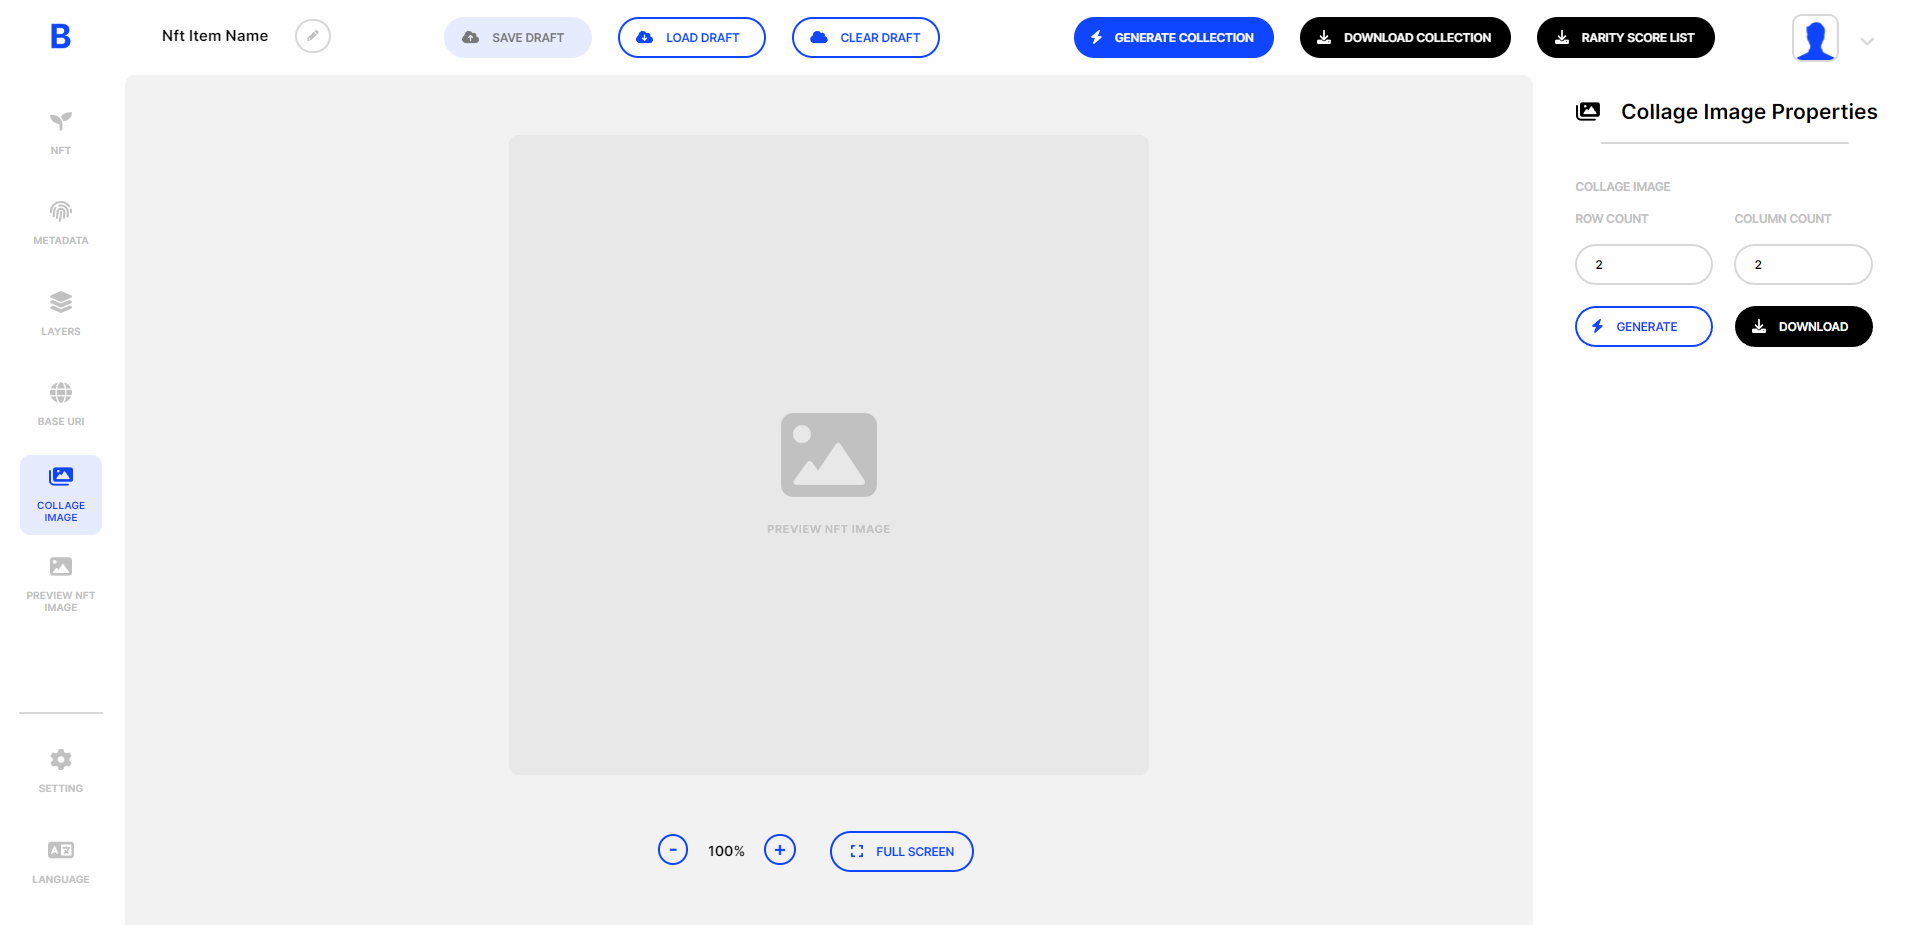 B
Nft Item Name
SAVE DRAFT
LOAD DRAFT
CLEAR DRAFT
GENERATE COLLECTION
DOWNLOAD COLLECTION
RARITY SCORE LIST
NFT
METADATA
LAYERS
BASE URI
COLLAGE
IMAGE
PREVIEW NFT
IMAGE
SETTING
LANGUAGE
PREVIEW NFT IMAGE
-
100%
+
FULL SCREEN
Collage Image Properties
COLLAGE IMAGE
ROW COUNT
COLUMN COUNT
2
2
GENERATE
DOWNLOAD